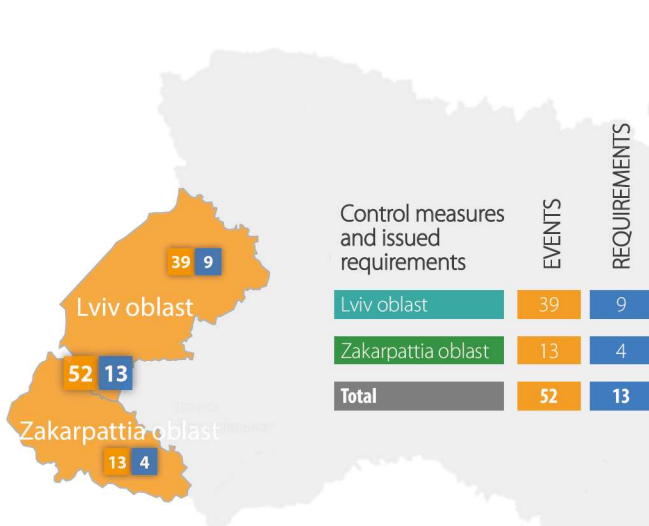 39 9
Lviv oblast
52 13
Zakarpattia oblast
13 4
Control measures
and issued
requirements
EVENTS
REQUIREMENTS
Lviv oblast 39 9
Zakarpattia oblast 13 4
Total 52 13